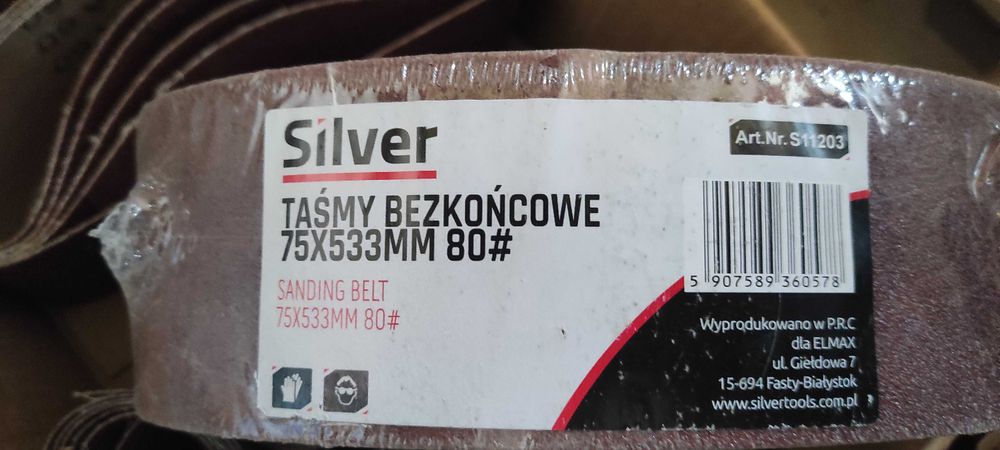 Silver
Art.Nr. S11203
TAŚMY BEZKOŃCOWE
75X533MM 80#
SANDING BELT
75X533MM 80#
5 907589 360578
Wyprodukowano w P.R.C
dla ELMAX
ul. Giełdowa 7
15-694 Fasty-Białystok
www.silvertools.com.pl